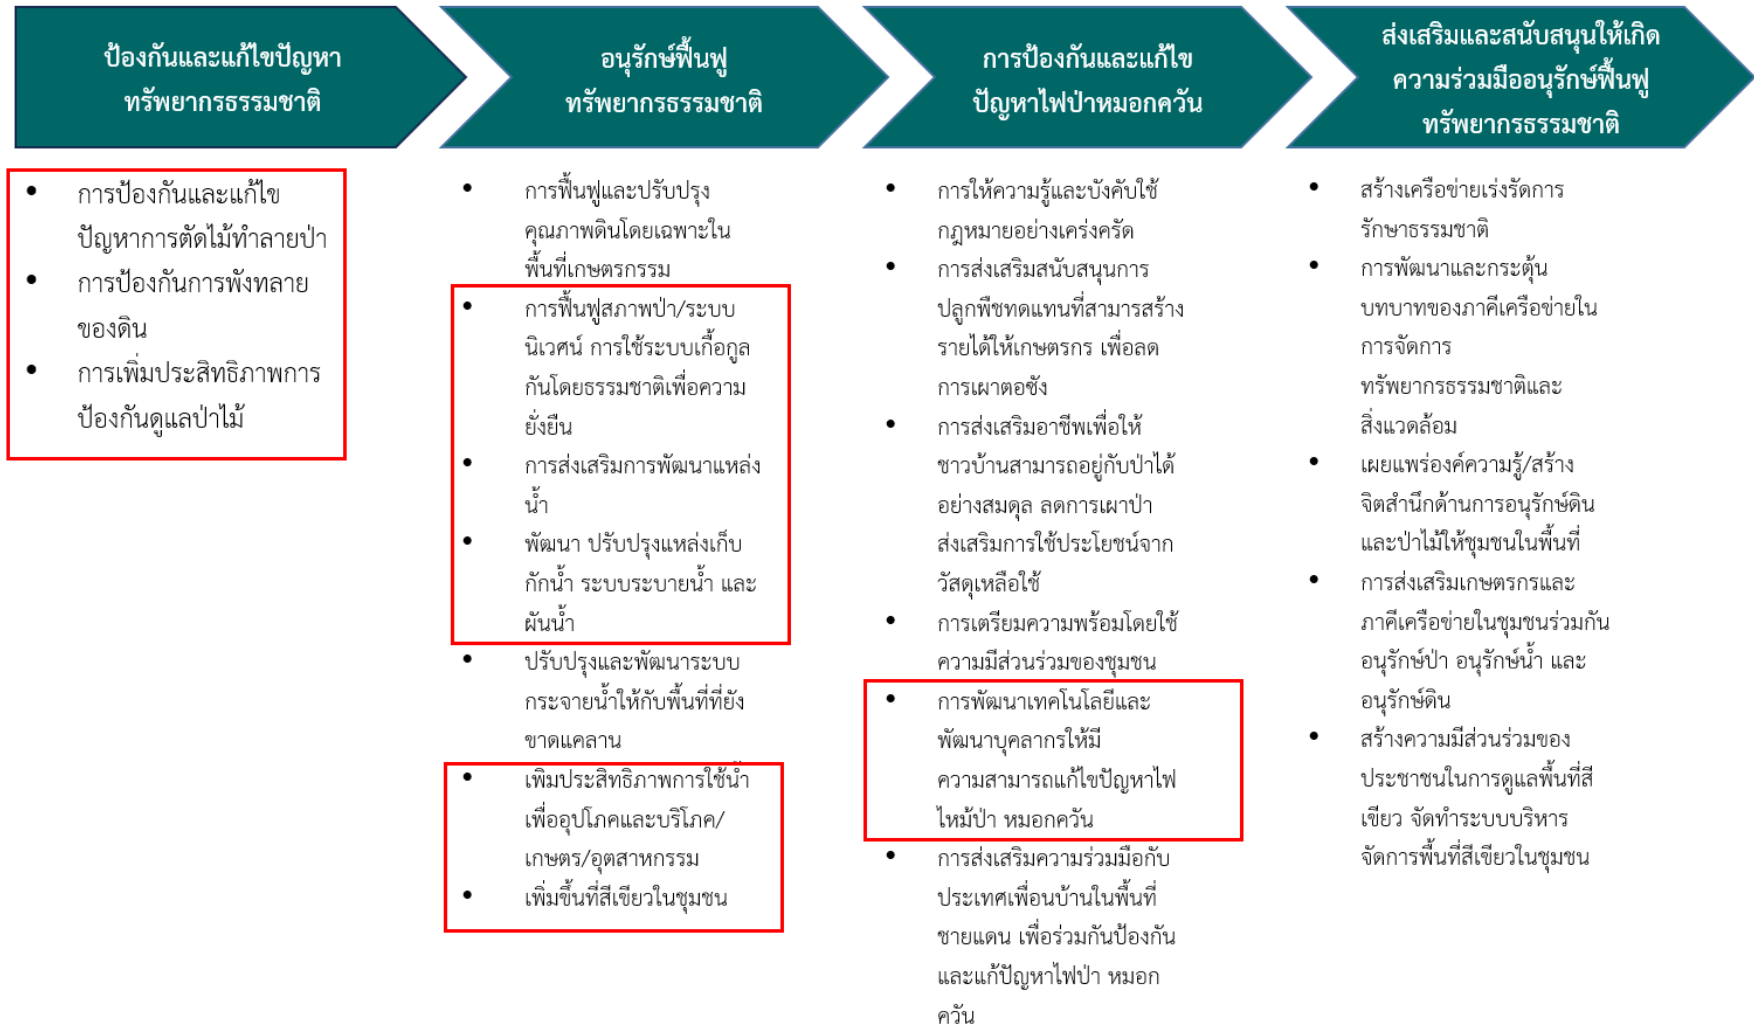 ป้องกันและแก้ไขปัญหา
ทรัพยากรธรรมชาติ
อนุรักษ์ฟื้นฟู
ทรัพยากรธรรมชาติ
การป้องกันและแก้ไข
ปัญหาไฟป่าหมอกควัน
ส่งเสริมและสนับสนุนให้เกิด
ความร่วมมืออนุรักษ์ฟื้นฟู
ทรัพยากรธรรมชาติ
• การป้องกันและแก้ไข
ปัญหาการตัดไม้ทำลายป่า
• การป้องกันการพังทลาย
ของดิน
• การเพิ่มประสิทธิภาพการ
ป้องกันดูแลป่าไม้
• การฟื้นฟูและปรับปรุง
คุณภาพดินโดยเฉพาะใน
พื้นที่เกษตรกรรม
• การฟื้นฟูสภาพป่า/ระบบ
นิเวศน์ การใช้ระบบเกื้อกูล
กันโดยธรรมชาติเพื่อความ
ยั่งยืน
• การส่งเสริมการพัฒนาแหล่ง
น้ำ
• พัฒนา ปรับปรุงแหล่งเก็บ
กักน้ำ ระบบระบายน้ำ และ
ผันน้ำ
• ปรับปรุงและพัฒนาระบบ
กระจายน้ำให้กับพื้นที่ที่ยัง
ขาดแคลาน
• เพิมประสิทธิภาพการใช้น้ำ
เพื่ออุปโภคและบริโภค/
เกษตร/อุตสาหกรรม
• เพิ่มขึ้นที่สีเขียวในชุมชน
• การให้ความรู้และบังคับใช้
กฎหมายอย่างเคร่งครัด
• การส่งเสริมสนับสนุนการ
ปลูกพืชทดแทนที่สามารสร้าง
รายได้ให้เกษตรกร เพื่อลด
การเผาตอซัง
• การส่งเสริมอาชีพเพื่อให้
ชาวบ้านสามารถอยู่กับป่าได้
อย่างสมดุล ลดการเผาป่า
ส่งเสริมการใช้ประโยชน์จาก
วัสดุเหลือใช้
• การเตรียมความพร้อมโดยใช้
ความมีส่วนร่วมของชุมชน
• การพัฒนาเทคโนโลยีและ
พัฒนาบุคลากรให้มี
ความสามารถแก้ไขปัญหาไฟ
ไหม้ป่า หมอกควัน
• การส่งเสริมความร่วมมือกับ
ประเทศเพื่อนบ้านในพื้นที่
ชายแดน เพื่อร่วมกันป้องกัน
และแก้ปัญหาไฟป่า หมอก
ควัน
• สร้างเครือข่ายเร่งรัดการ
รักษาธรรมชาติ
• การพัฒนาและกระตุ้น
บทบาทของภาคีเครือข่ายใน
การจัดการ
ทรัพยากรธรรมชาติและ
สิ่งแวดล้อม
• เผยแพร่องค์ความรู้/สร้าง
จิตสำนึกด้านการอนุรักษ์ดิน
และป่าไม้ให้ชุมชนในพื้นที่
• การส่งเสริมเกษตรกรและ
ภาคีเครือข่ายในชุมชนร่วมกัน
อนุรักษ์ป่า อนุรักษ์น้ำ และ
อนุรักษ์ดิน
• สร้างความมีส่วนร่วมของ
ประชาชนในการดูแลพื้นที่สี
เขียว จัดทำระบบบริหาร
จัดการพื้นที่สีเขียวในชุมชน